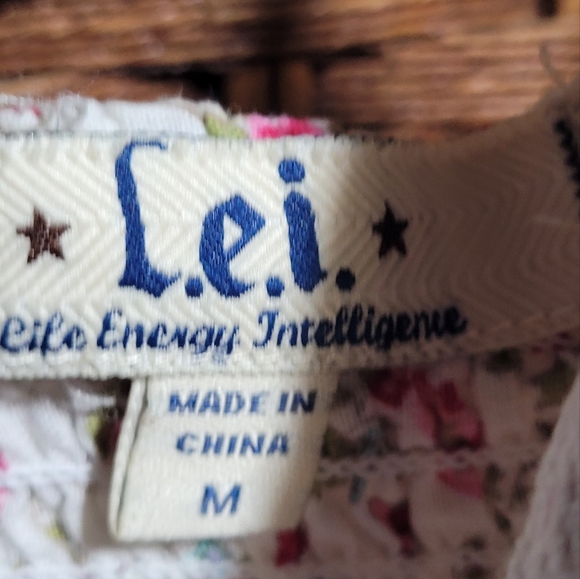 L.e.i.
Life Energy Intelligence
MADE IN
CHINA
M